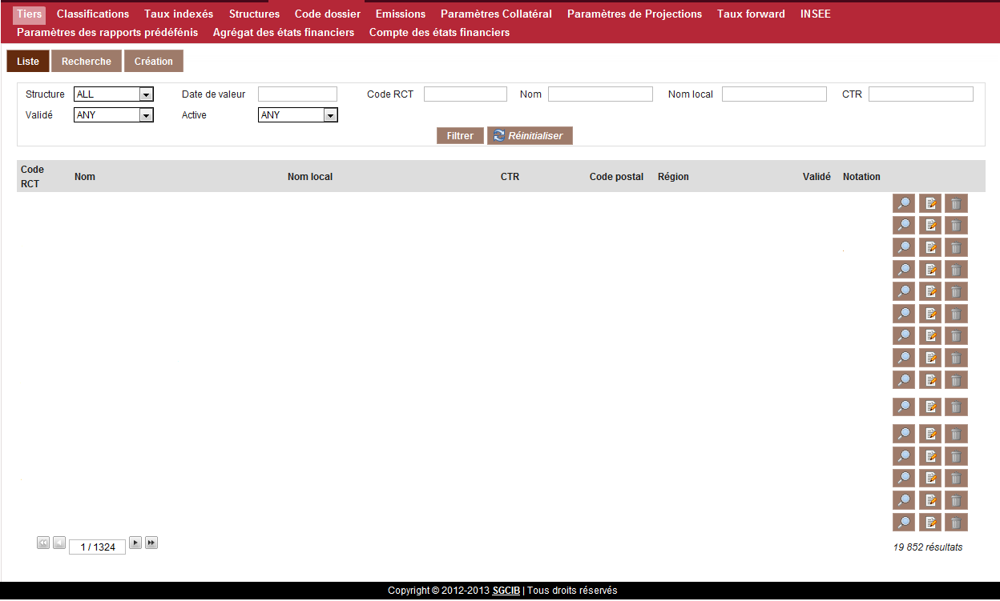 Tiers Classifications Taux indexés Structures Code dossier Emissions Paramètres Collatéral Paramètres de Projections Taux forward INSEE
Paramètres des rapports prédéfénis Agrégat des états financiers Compte des états financiers
Liste Recherche Création
Structure ALL Date de valeur Code RCT Nom Nom local CTR
Validé ANY Active ANY
Filtrer Réinitialiser
Code RCT Nom Nom local CTR Code postal Région Validé Notation
1 / 1324
19 852 résultats
Copyright © 2012-2013 SGCIB | Tous droits réservés